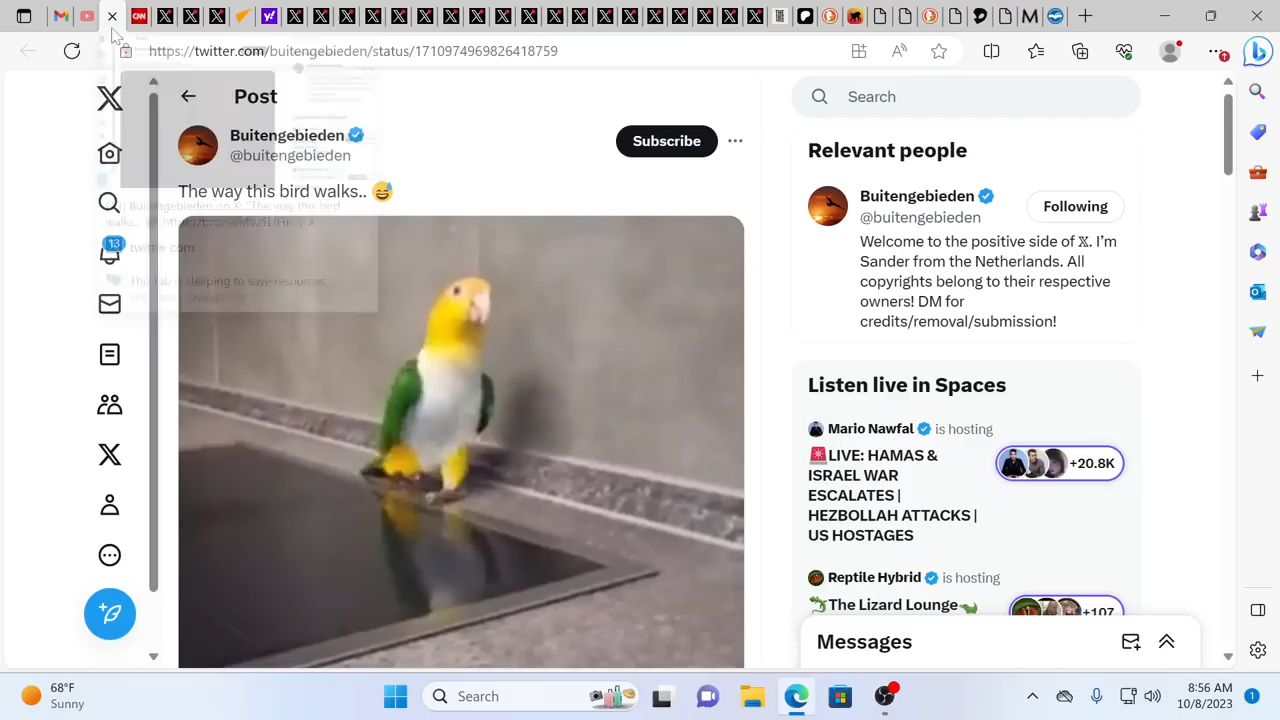 https://twitter.com/buitengebieden/status/1710974969826418759
Post
Search
Buitengebieden
@buitengebieden
Subscribe
The way this bird walks.. 😅
13
twitter.com
Relevant people
Buitengebieden
@buitengebieden
Following
Welcome to the positive side of 𝕏. I'm
Sander from the Netherlands. All
copyrights belong to their respective
owners! DM for
credits/removal/submission!
Listen live in Spaces
Mario Nawfal is hosting
🚨LIVE: HAMAS &
ISRAEL WAR
ESCALATES |
HEZBOLLAH ATTACKS |
US HOSTAGES
+20.8K
Reptile Hybrid is hosting
🦎The Lizard Lounge🦎
+107
Messages
68°F
Sunny
Search
8:56 AM
10/8/2023
1